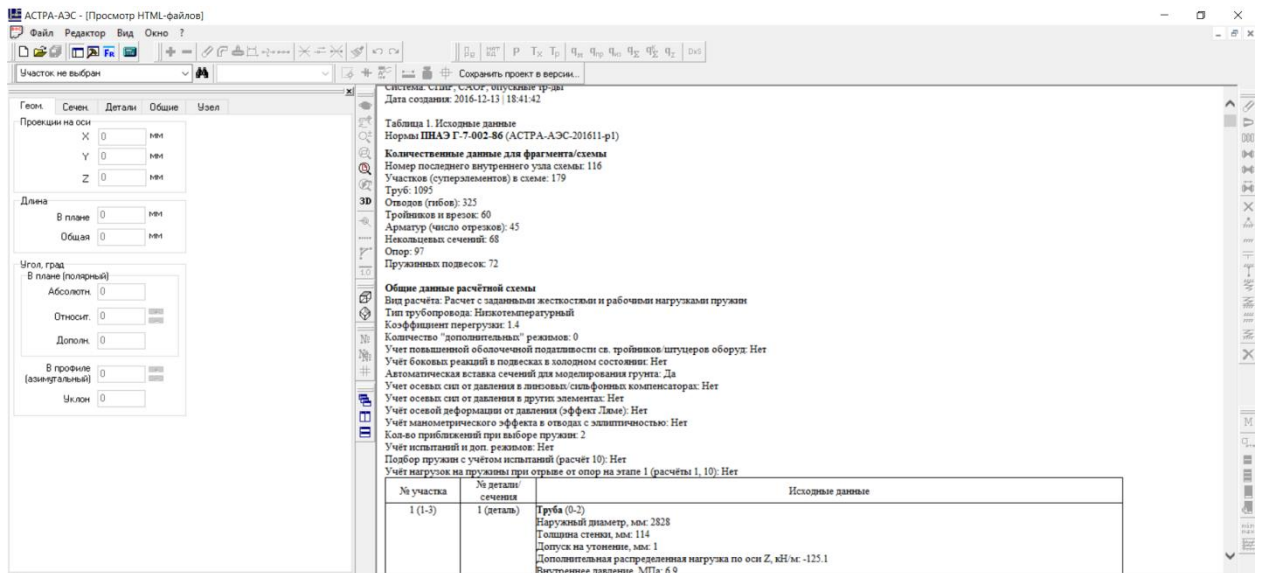 АСТРА-АЭС - [Просмотр HTML-файлов]
Файл Редактор Вид Окно ?
Участок не выбран
Сохранить проект в версии...
Геом. Сечен. Детали Общие Узел
Проекции на оси
X 0 мм
Y 0 мм
Z 0 мм
Длина
В плане 0 мм
Общая 0 мм
Угол, град
В плане (полярный)
Абсолютн. 0
Относит. 0
Дополн. 0
В профиле (азимутальный) 0
Уклон 0
3D
Система: СПиР, САОР, опускные тр-ды
Дата создания: 2016-12-13 | 18:41:42
Таблица 1. Исходные данные
Нормы ПНАЭ Г-7-002-86 (АСТРА-АЭС-201611-р1)
Количественные данные для фрагмента/схемы
Номер последнего внутреннего узла схемы: 116
Участков (суперэлементов) в схеме: 179
Труб: 1095
Отводов (гибов): 325
Тройников и врезок: 60
Арматур (число отрезков): 45
Некольцевых сечений: 68
Опор: 97
Пружинных подвесок: 72
Общие данные расчётной схемы
Вид расчёта: Расчет с заданными жесткостями и рабочими нагрузками пружин
Тип трубопровода: Низкотемпературный
Коэффициент перегрузки: 1.4
Количество "дополнительных" режимов: 0
Учет повышенной оболочечной податливости св. тройников/штуцеров оборуд: Нет
Учёт боковых реакций в подвесках в холодном состоянии: Нет
Автоматическая вставка сечений для моделирования грунта: Да
Учет осевых сил от давления в линзовых/сильфонных компенсаторах: Нет
Учет осевых сил от давления в других элементах: Нет
Учёт осевой деформации от давления (эффект Ляме): Нет
Учёт манометрического эффекта в отводах с эллиптичностью: Нет
Кол-во приближений при выборе пружин: 2
Учёт испытаний и доп. режимов: Нет
Подбор пружин с учётом испытаний (расчёт 10): Нет
Учёт нагрузок на пружины при отрыве от опор на этапе 1 (расчёты 1, 10): Нет
№ участка № детали/сечения Исходные данные
1 (1-3) 1 (деталь) Труба (0-2)
Наружный диаметр, мм: 2828
Толщина стенки, мм: 114
Допуск на утонение, мм: 1
Дополнительная распределенная нагрузка по оси Z, кН/м: -125.1
Внутреннее давление, МПа: 6.9